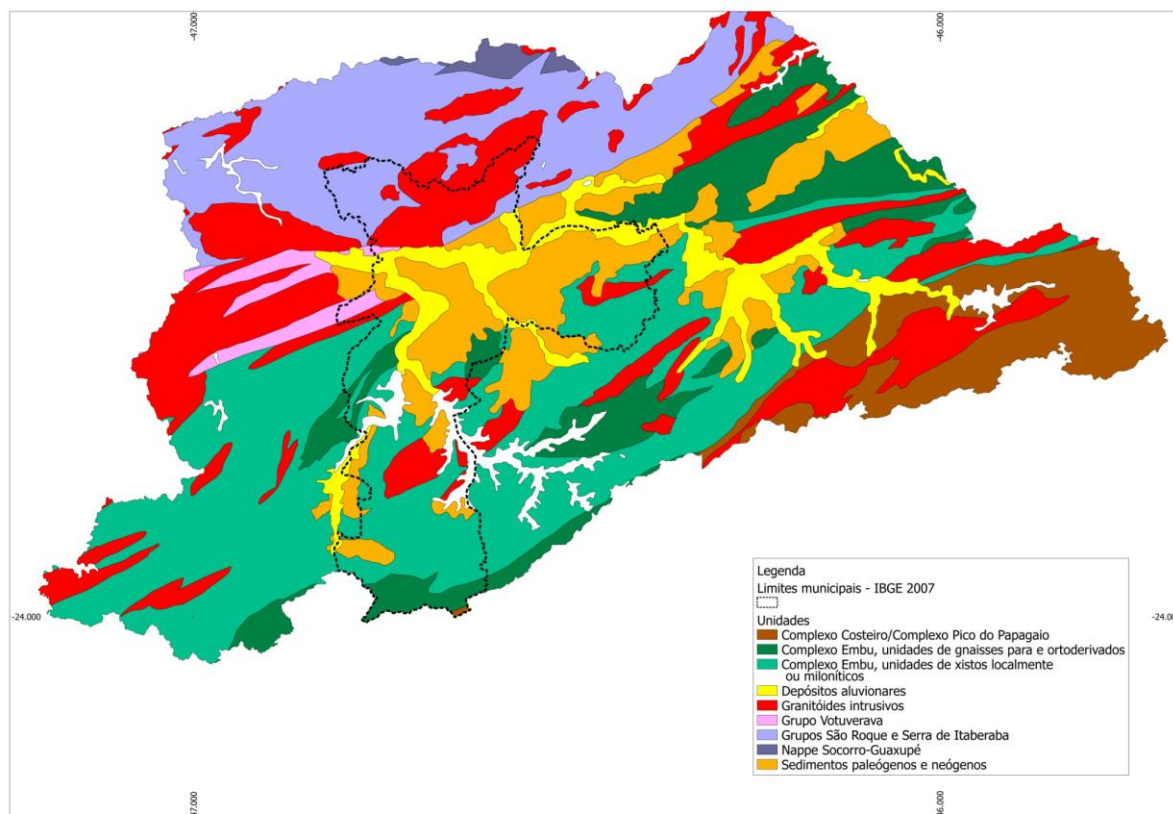 -47.000
-46.000
-24.000
-24.
Legenda
Limites municipais - IBGE 2007
Unidades
Complexo Costeiro/Complexo Pico do Papagaio
Complexo Embu, unidades de gnaisses para e ortoderivados
Complexo Embu, unidades de xistos localmente
ou miloníticos
Depósitos aluvionares
Granitóides intrusivos
Grupo Votuverava
Grupos São Roque e Serra de Itaberaba
Nappe Socorro-Guaxupé
Sedimentos paleógenos e neógenos
47.000
46.000